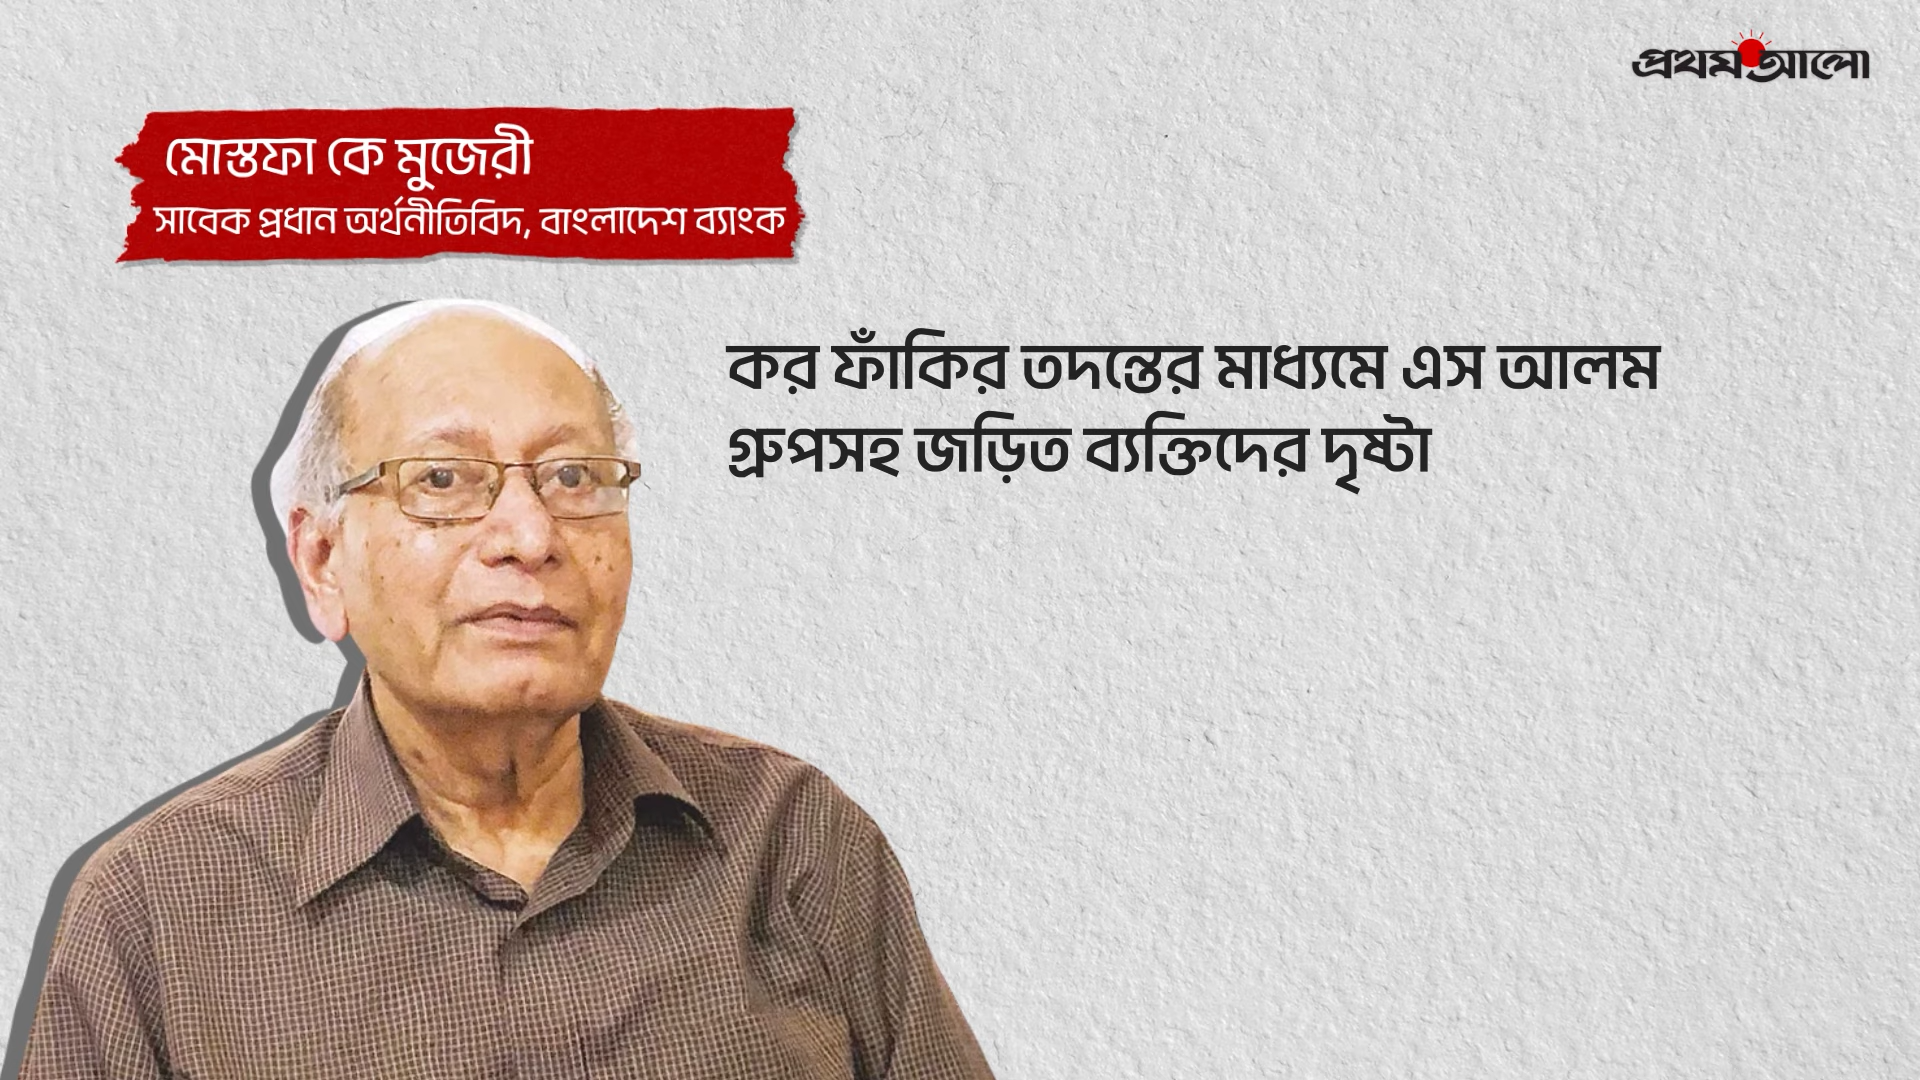 প্রথম আলো
মোস্তফা কে মুজেরী
সাবেক প্রধান অর্থনীতিবিদ, বাংলাদেশ ব্যাংক
কর ফাঁকির তদন্তের মাধ্যমে এস আলম
গ্রুপসহ জড়িত ব্যক্তিদের দৃষ্টা